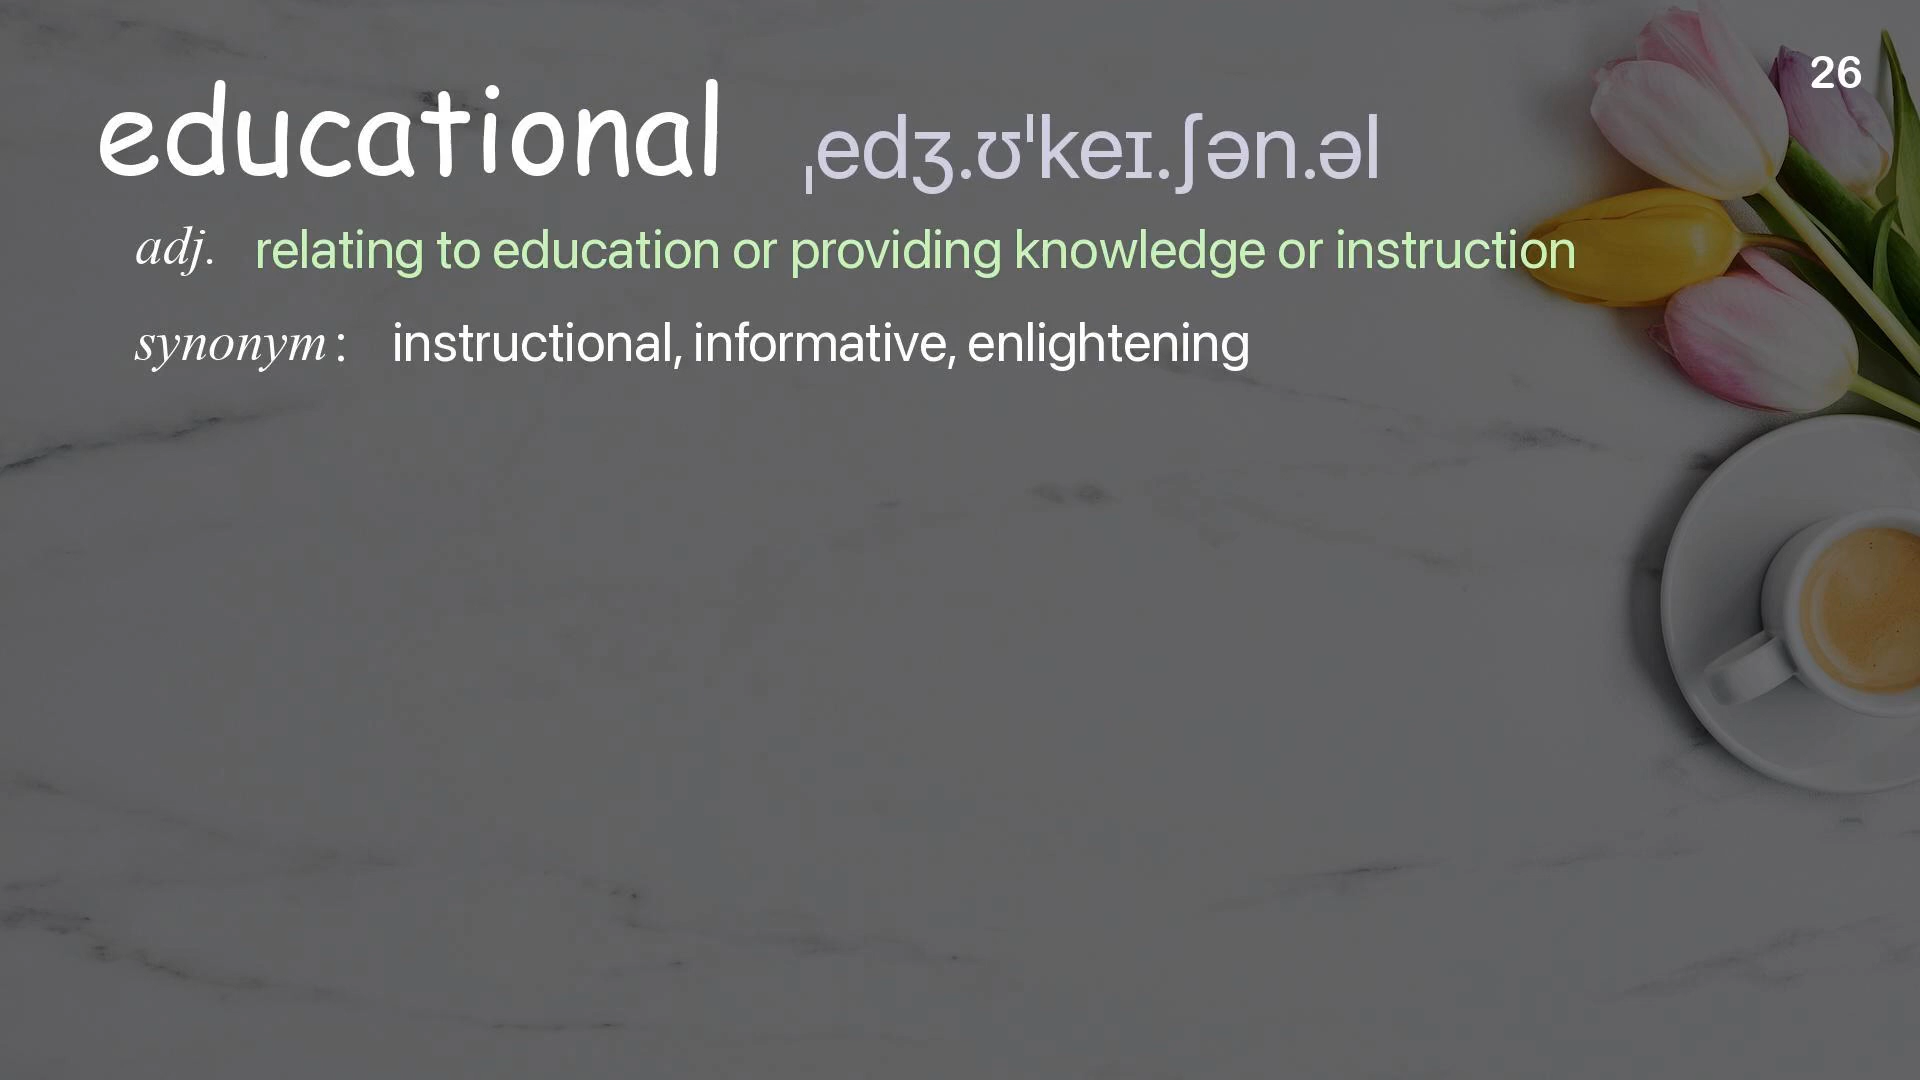 26
educational ˌedʒ.ʊˈkeɪ.ʃən.əl
adj. relating to education or providing knowledge or instruction
synonym : instructional, informative, enlightening